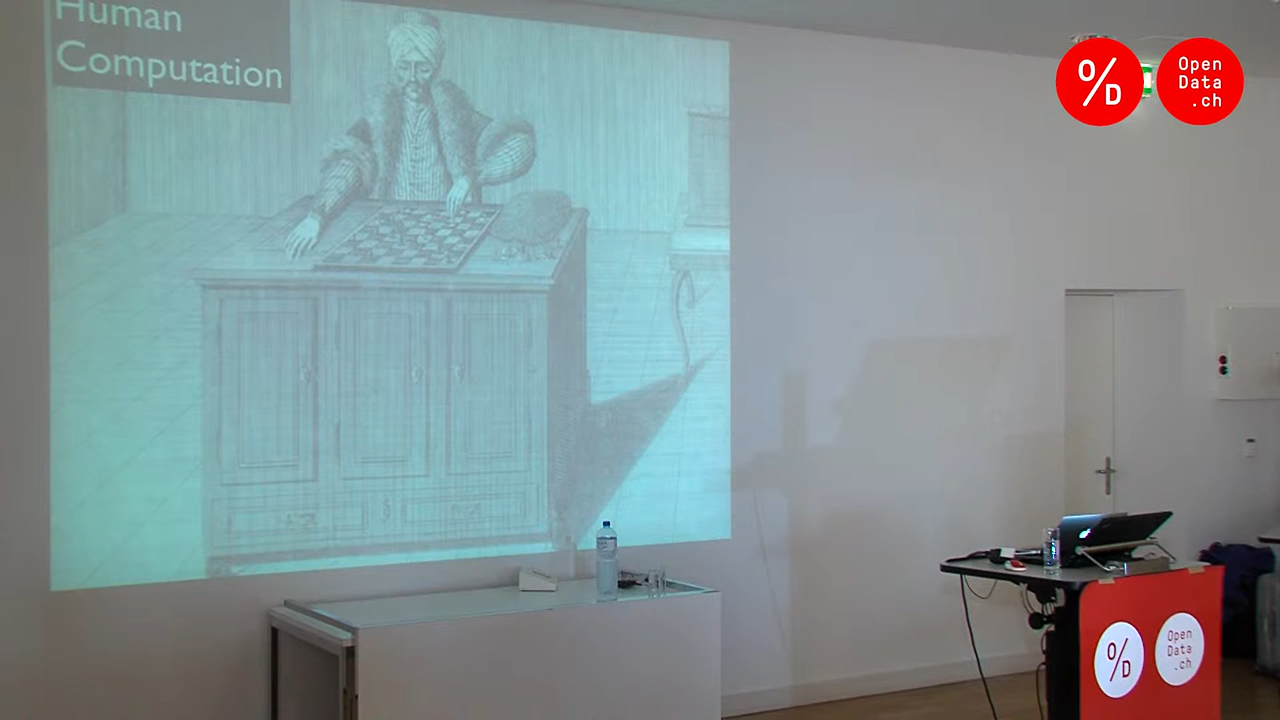 Human
Computation
%D
Open
Data
.ch
%D
Open
Data
.ch